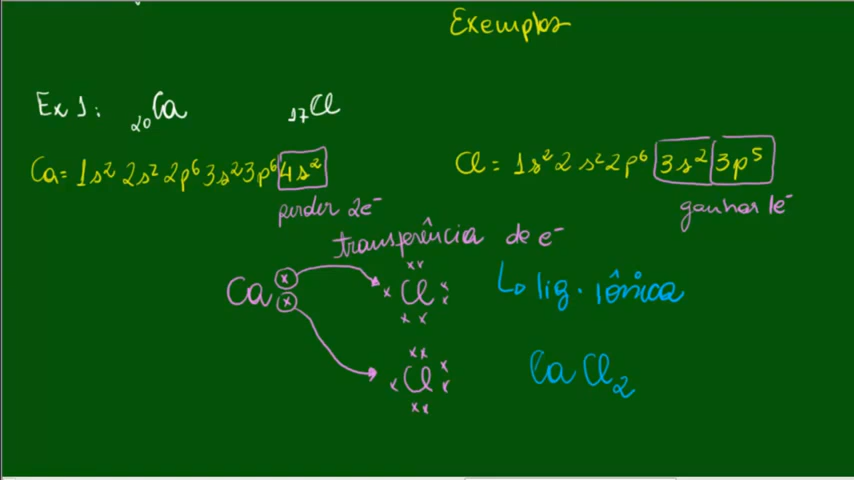 Exemplos
Ex 1: ₂₀Ca ₁₇Cl
Ca = 1s² 2s² 2p⁶ 3s² 3p⁶ 4s² Cl = 1s² 2s² 2p⁶ 3s² 3p⁵
perder 2e⁻ ganhar 1e⁻
transferência de e⁻
Ca x x Cl ↳ lig. iônica
Cl CaCl₂